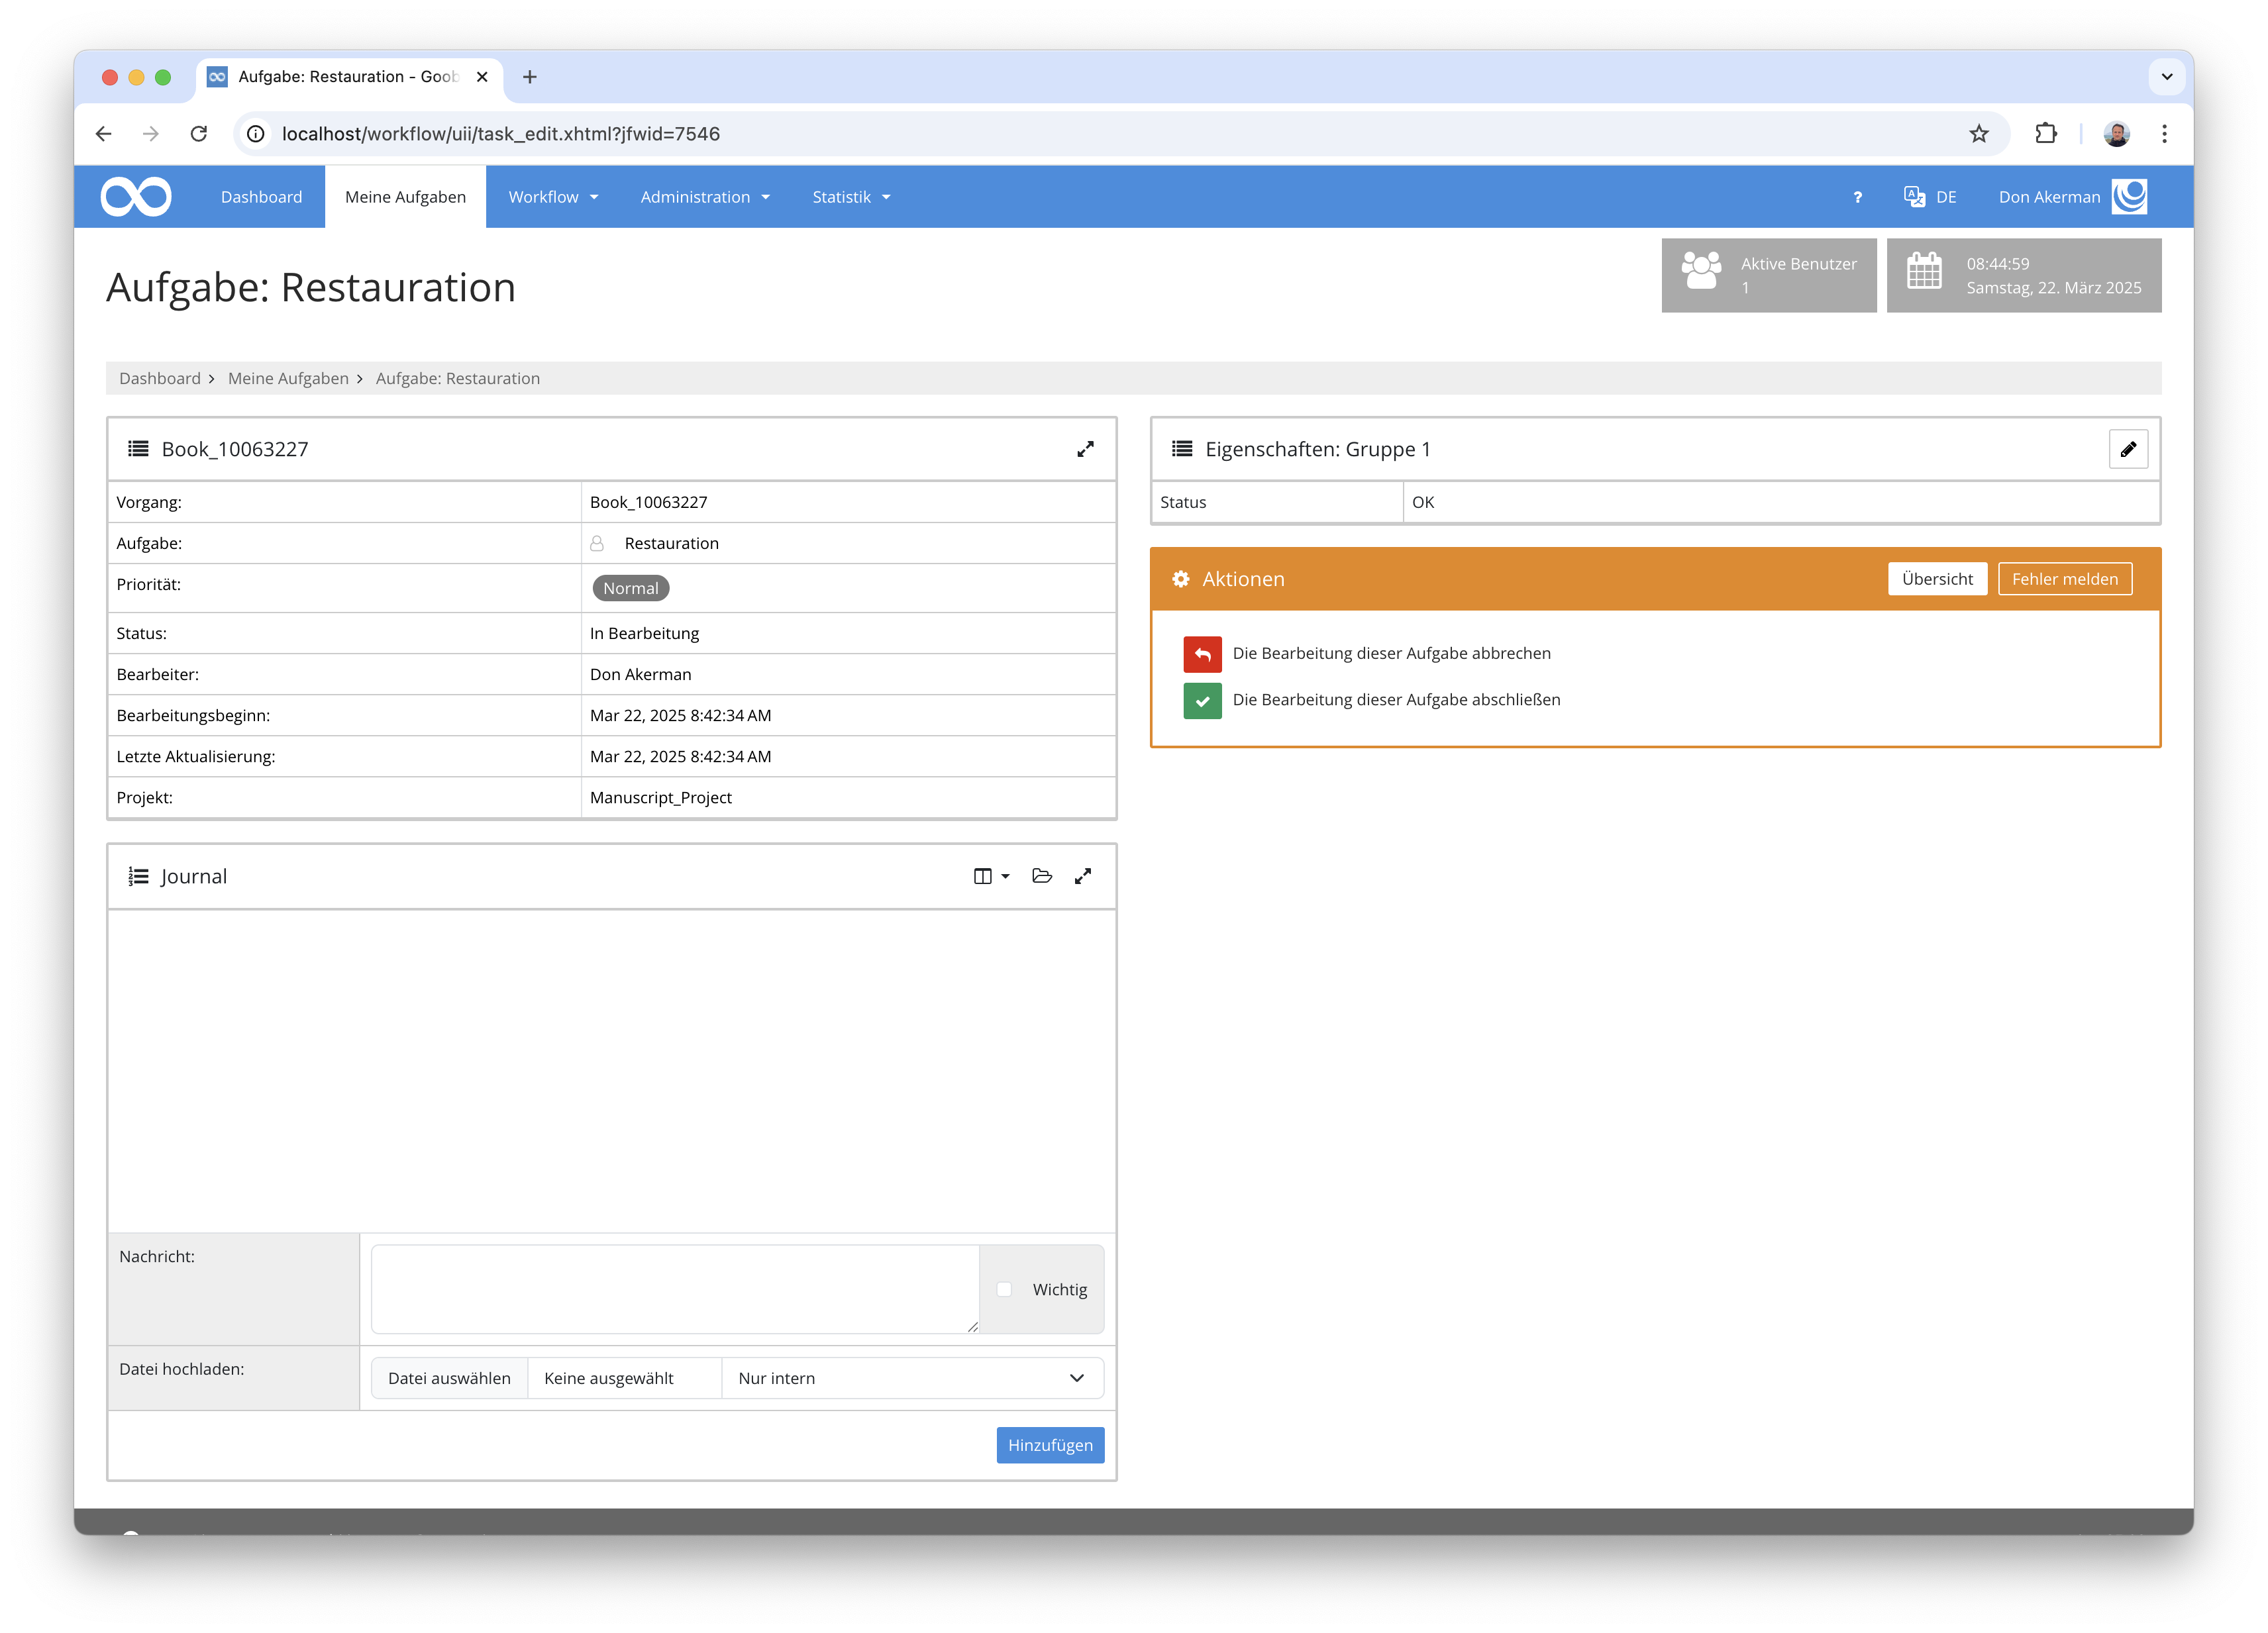 Aufgabe: Restauration - Goob
localhost/workflow/uii/task_edit.xhtml?jfwid=7546
Dashboard
Meine Aufgaben
Workflow
Administration
Statistik
?
DE
Don Akerman
Aufgabe: Restauration
Aktive Benutzer
1
08:44:59
Samstag, 22. März 2025
Dashboard > Meine Aufgaben > Aufgabe: Restauration
Book_10063227
Vorgang: Book_10063227
Aufgabe: Restauration
Priorität: Normal
Status: In Bearbeitung
Bearbeiter: Don Akerman
Bearbeitungsbeginn: Mar 22, 2025 8:42:34 AM
Letzte Aktualisierung: Mar 22, 2025 8:42:34 AM
Projekt: Manuscript_Project
Journal
Nachricht:
Wichtig
Datei hochladen:
Datei auswählen
Keine ausgewählt
Nur intern
Hinzufügen
Eigenschaften: Gruppe 1
Status OK
Aktionen
Übersicht
Fehler melden
Die Bearbeitung dieser Aufgabe abbrechen
Die Bearbeitung dieser Aufgabe abschließen